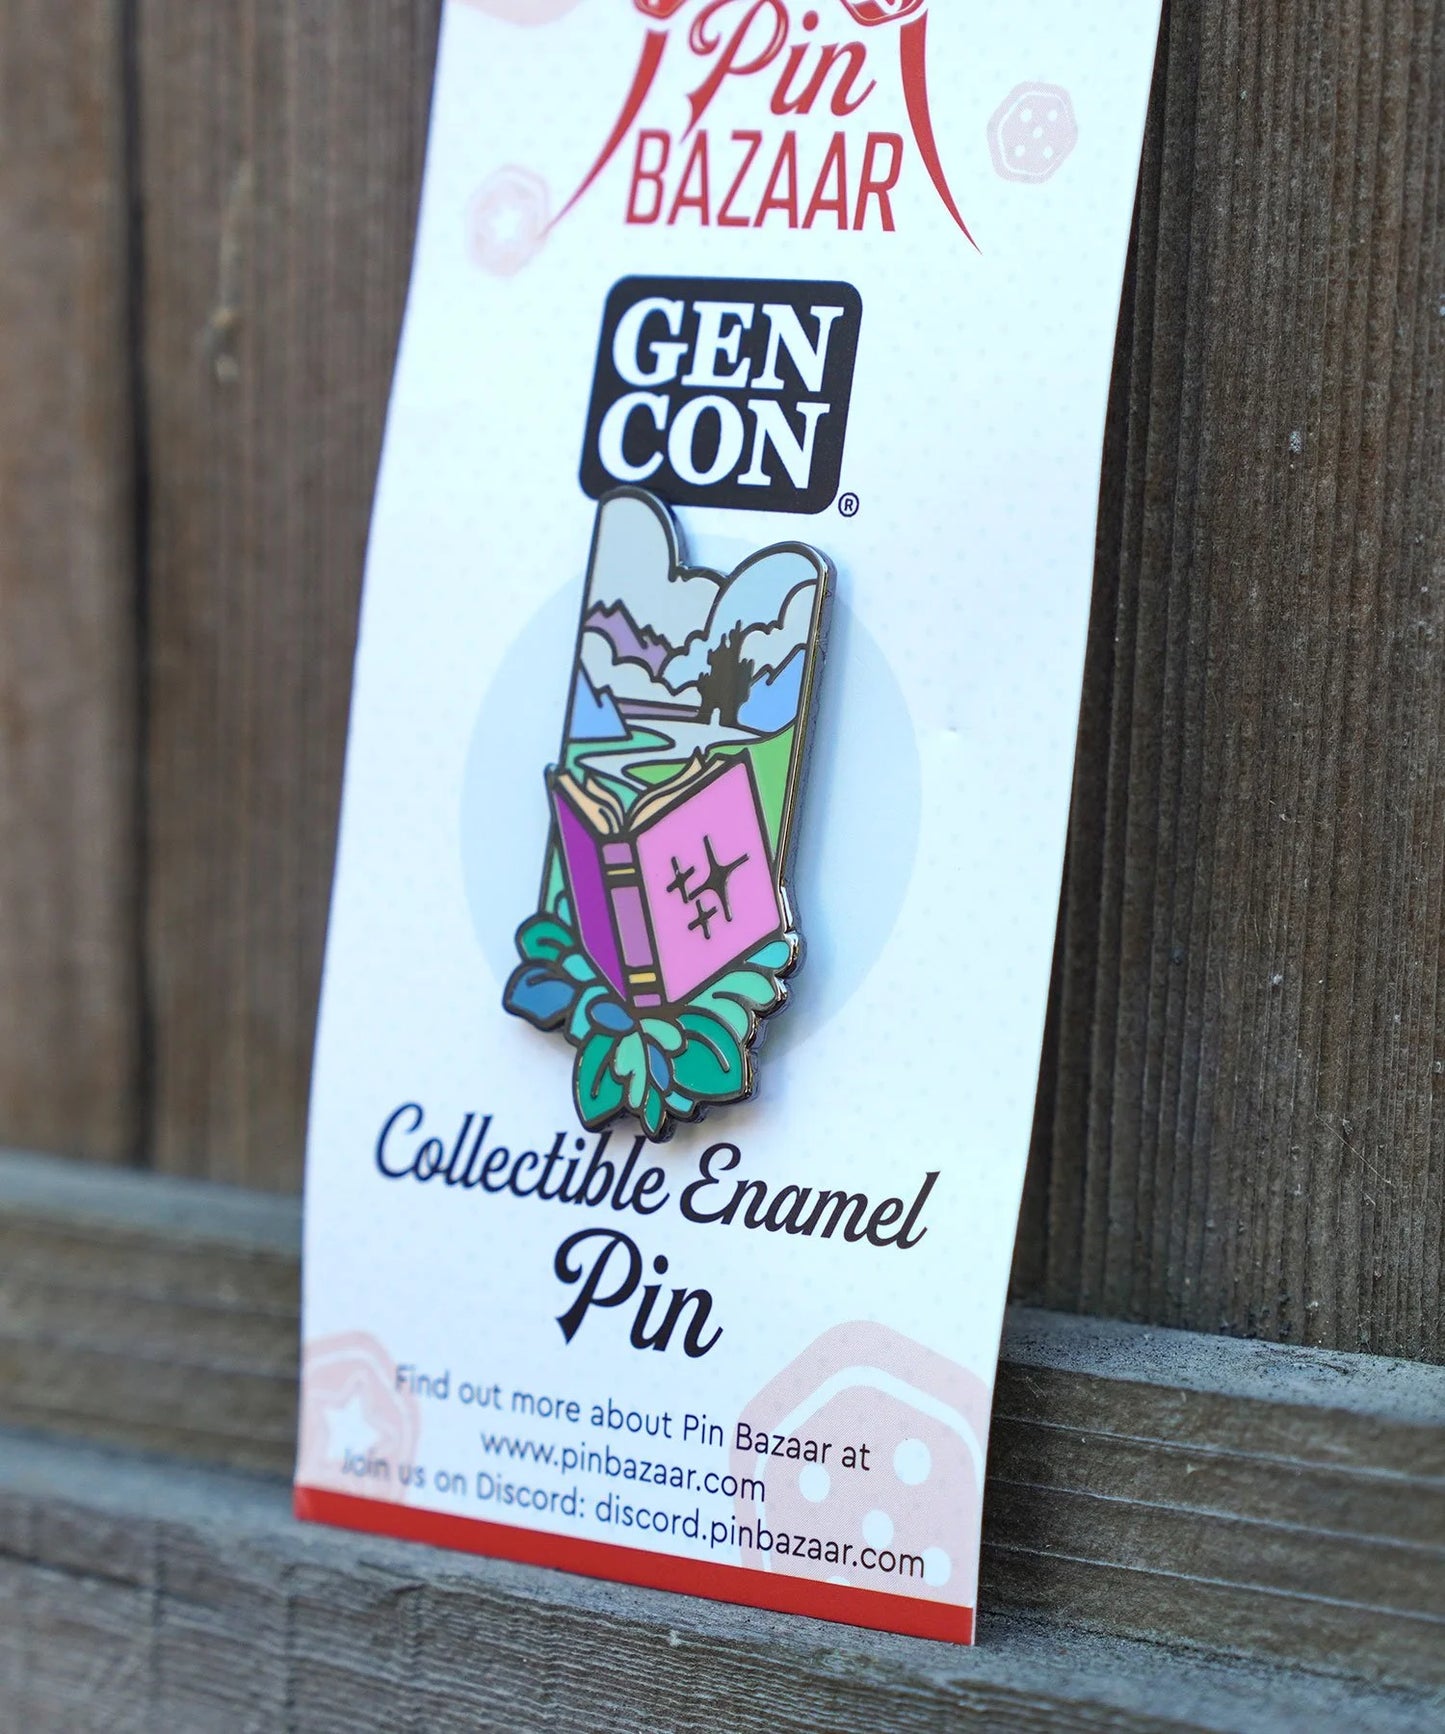 Pin
BAZAAR
GEN
CON
®
Collectible Enamel
Pin
Find out more about Pin Bazaar at
www.pinbazaar.com
Join us on Discord: discord.pinbazaar.com